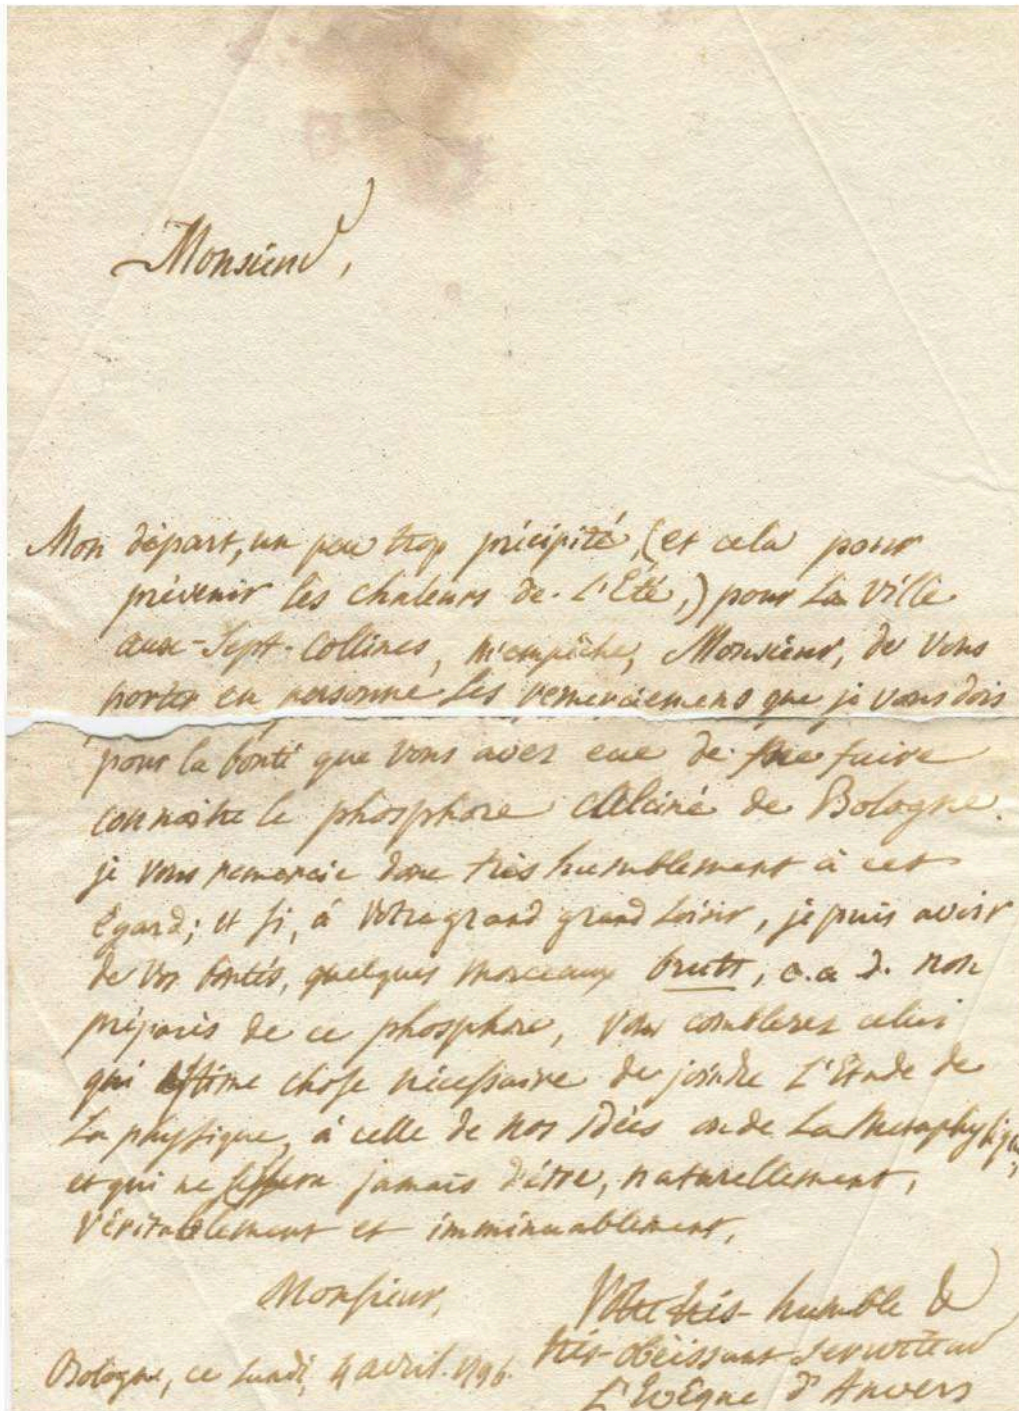 Monsieur,
Mon départ, un peu trop précipité, (et cela pour
prévenir les chaleurs de L'Eté,) pour La Ville
aux-Sept-Collines, m'empêche, Monsieur, de Vous
porter en personne les remerciemens que je vous dois
pour la bonté que vous avez eue de me faire
connoître le phosphore calciné de Bologne.
je vous remercie donc très humblement à cet
Egard; et si, à Votre grand grand Loisir, je puis avoir
de Vos bontés, quelques morceaux brutts, c. a d. non
préparés de ce phosphore, Vous comblerez celui
qui estime chose nécessaire de joindre L'Etude de
La physique, à celle de nos Idées ou de La Metaphysique,
et qui ne cessera jamais d'être, naturellement,
Véritablement et imminuablement,
Monsieur,
Votre très-humble &
très-obéissant serviteur
L'Evêque d'Anvers
Bologne, ce Lundi, 4 avril. 1796.